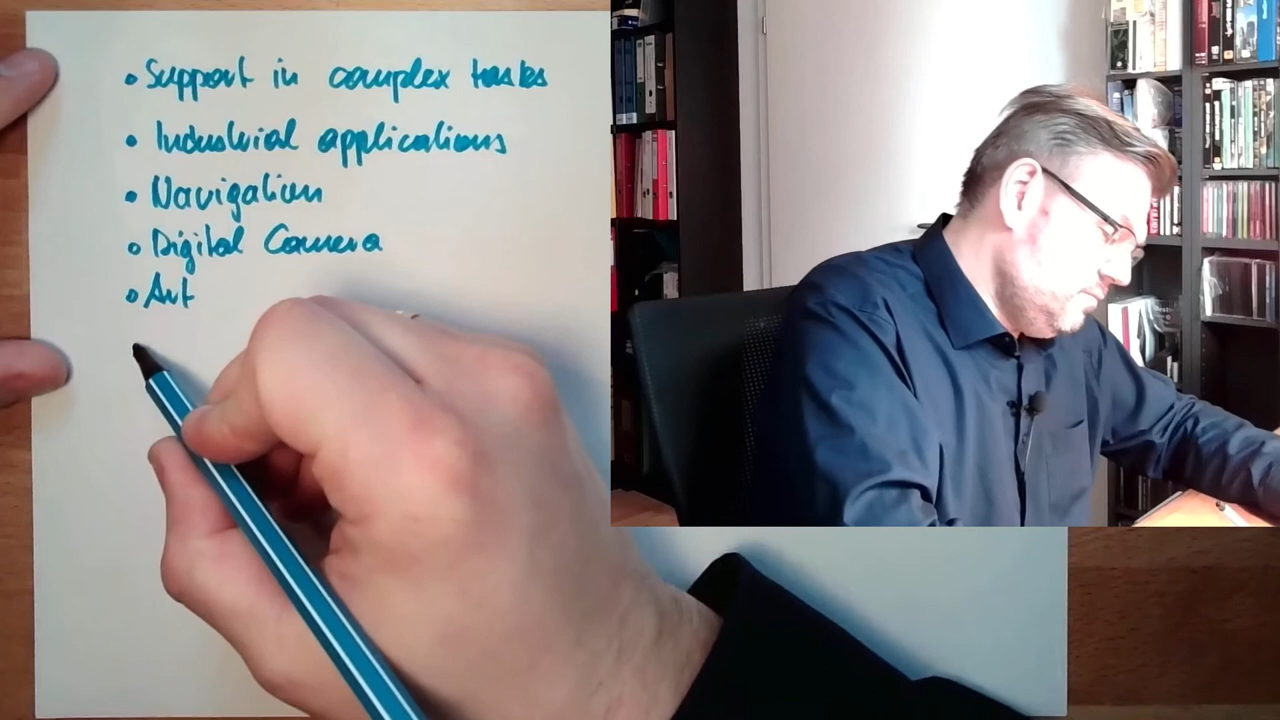 • Support in complex tasks
• Industrial applications
• Navigation
• Digital Camera
• Art